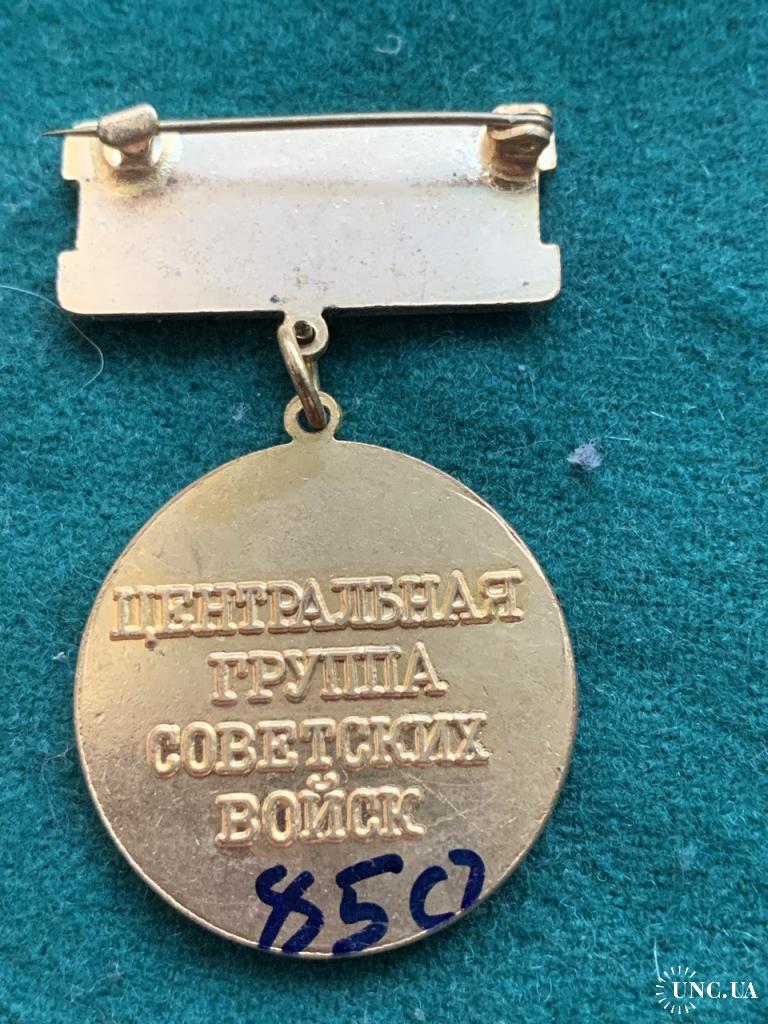 ЦЕНТРАЛЬНАЯ
ГРУППА
СОВЕТСКИХ
ВОЙСК
850
UNC.UA